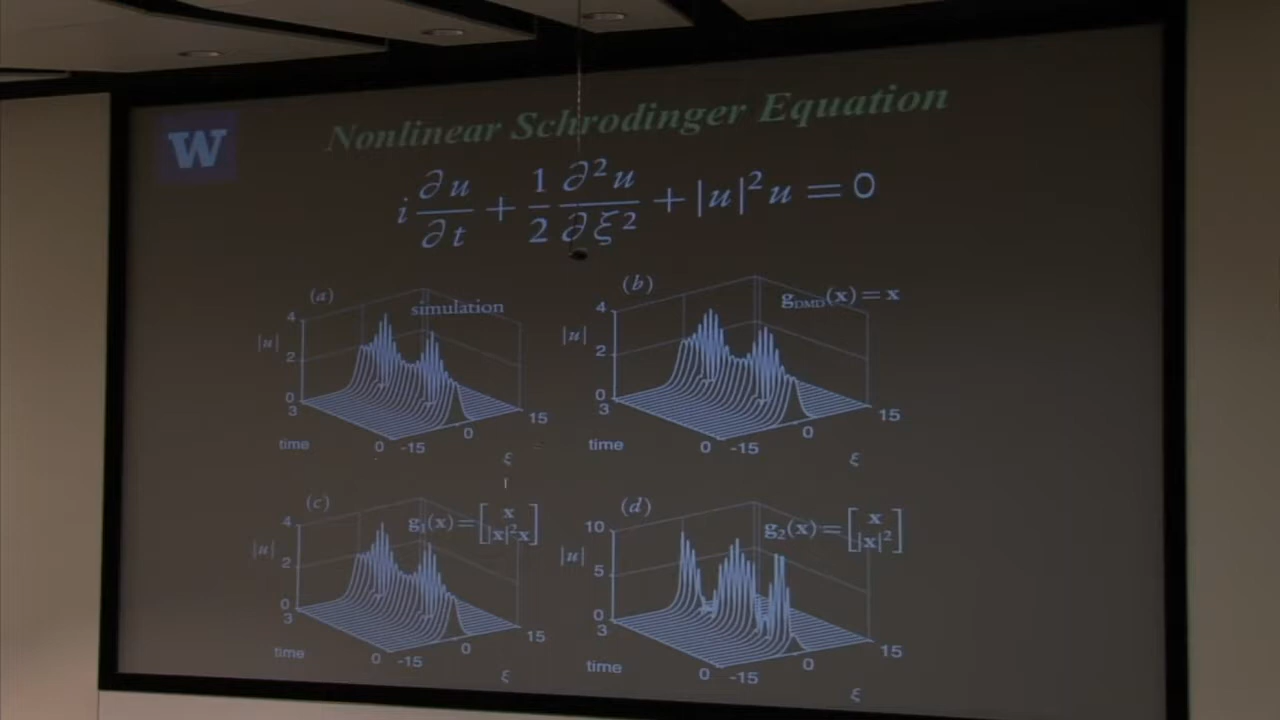 W
Nonlinear Schrodinger Equation
i ∂u/∂t + 1/2 ∂²u/∂ξ² + |u|²u = 0
(a)
simulation
4
|u|
2
0
3
time
0
-15
0
15
ξ
(b)
g_DMD(x) = x
4
|u|
2
0
3
time
0
-15
0
15
ξ
(c)
g₁(x) = [x
|x|²x]
4
|u|
2
0
3
time
0
-15
0
15
ξ
(d)
g₂(x) = [x
|x|²]
10
|u|
5
0
3
time
0
-15
0
15
ξ